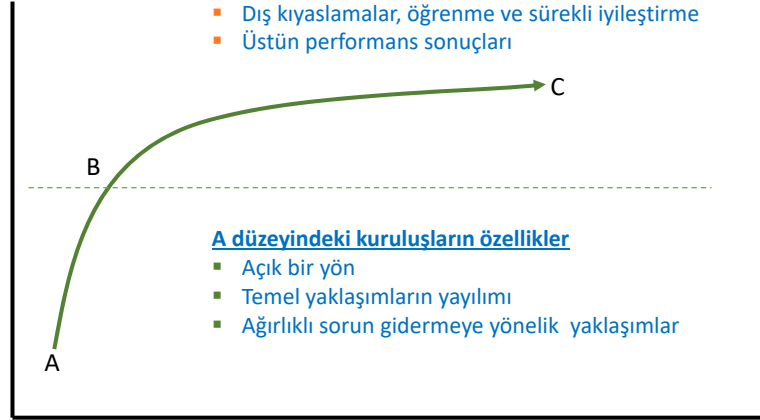 ▪ Dış kıyaslamalar, öğrenme ve sürekli iyileştirme
▪ Üstün performans sonuçları
C
B
A düzeyindeki kuruluşların özellikler
▪ Açık bir yön
▪ Temel yaklaşımların yayılımı
▪ Ağırlıklı sorun gidermeye yönelik yaklaşımlar
A